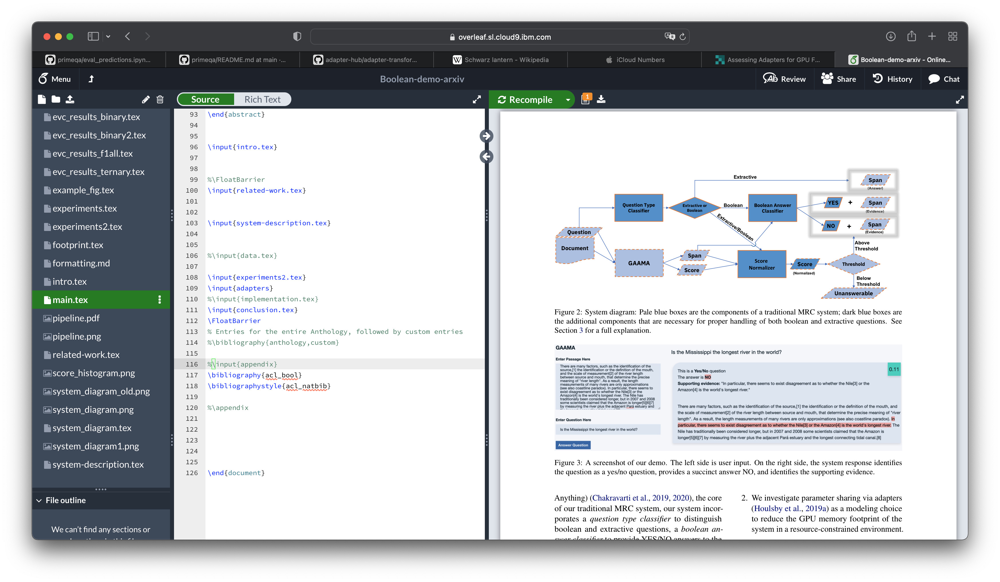 overleaf.sl.cloud9.ibm.com
primeqa/eval_predictions.ipyn...
primeqa/README.md at main ·...
adapter-hub/adapter-transfor...
W Schwarz lantern - Wikipedia
iCloud Numbers
Assessing Adapters for GPU F...
Boolean-demo-arxiv - Online...
Menu
Boolean-demo-arxiv
Ab Review
Share
History
Chat
Source
Rich Text
Recompile
1
evc_results_binary.tex
evc_results_binary2.tex
evc_results_f1all.tex
evc_results_ternary.tex
example_fig.tex
experiments.tex
experiments2.tex
footprint.tex
formatting.md
intro.tex
main.tex
pipeline.pdf
pipeline.png
related-work.tex
score_histogram.png
system_diagram_old.png
system_diagram.png
system_diagram.tex
system_diagram1.png
system-description.tex
File outline
We can't find any sections or
93 \end{abstract}
94
95
96 \input{intro.tex}
97
98
99 %\FloatBarrier
100 \input{related-work.tex}
101
102
103 \input{system-description.tex}
104
105
106 %\input{data.tex}
107
108 \input{experiments2.tex}
109 \input{adapters}
110 %\input{implementation.tex}
111 \input{conclusion.tex}
112 \FloatBarrier
113 % Entries for the entire Anthology, followed by custom entries
114 %\bibliography{anthology,custom}
115
116 %\input{appendix}
117 \bibliography{acl_bool}
118 \bibliographystyle{acl_natbib}
119
120 %\appendix
121
122
123
124
125
126 \end{document}
Extractive
Span
(Answer)
Question Type
Classifier
Extractive or
Boolean
Boolean
Boolean Answer
Classifier
YES + Span
(Evidence)
NO + Span
(Evidence)
Extractive/Boolean
Question
Document
GAAMA
Span
Score
Score
Normalizer
Score
(Normalized)
Threshold
Above
Threshold
Below
Threshold
Unanswerable
Figure 2: System diagram: Pale blue boxes are the components of a traditional MRC system; dark blue boxes are
the additional components that are necessary for proper handling of both boolean and extractive questions. See
Section 3 for a full explanation.
GAAMA
Enter Passage Here
There are many factors, such as the identification of the
source,[1] the identification or the definition of the mouth,
and the scale of measurement[2] of the river length
between source and mouth, that determine the precise
meaning of "river length". As a result, the length
measurements of many rivers are only approximations
(see also coastline paradox). In particular, there seems to
exist disagreement as to whether the Nile[3] or the
Amazon[4] is the world's longest river. The Nile has
traditionally been considered longer, but in 2007 and 2008
some scientists claimed that the Amazon is longer[5][6][7]
by measuring the river plus the adjacent Pará estuary and
the longest connecting tidal canal.[8]
Enter Question Here
Is the Mississippi the longest river in the world?
Answer Question
Is the Mississippi the longest river in the world?
0.11
This is a Yes/No question
The answer is NO
Supporting evidence: "In particular, there seems to exist disagreement as to whether the Nile[3] or the
Amazon[4] is the world's longest river."
There are many factors, such as the identification of the source,[1] the identification or the definition of the mouth, and
the scale of measurement[2] of the river length between source and mouth, that determine the precise meaning of "river
length". As a result, the length measurements of many rivers are only approximations (see also coastline paradox). In
particular, there seems to exist disagreement as to whether the Nile[3] or the Amazon[4] is the world's longest river. The
Nile has traditionally been considered longer, but in 2007 and 2008 some scientists claimed that the Amazon is
longer[5][6][7] by measuring the river plus the adjacent Pará estuary and the longest connecting tidal canal.[8]
Figure 3: A screenshot of our demo. The left side is user input. On the right side, the system response identifies
the question as a yes/no question, provides a succinct answer NO, and identifies the supporting evidence.
Anything) (Chakravarti et al., 2019, 2020), the core
of our traditional MRC system, our system incor-
porates a question type classifier to distinguish
boolean and extractive questions, a boolean an-
swer classifier to provide YES/NO answers to the
2. We investigate parameter sharing via adapters
(Houlsby et al., 2019a) as a modeling choice
to reduce the GPU memory footprint of the
system in a resource-constrained environment.